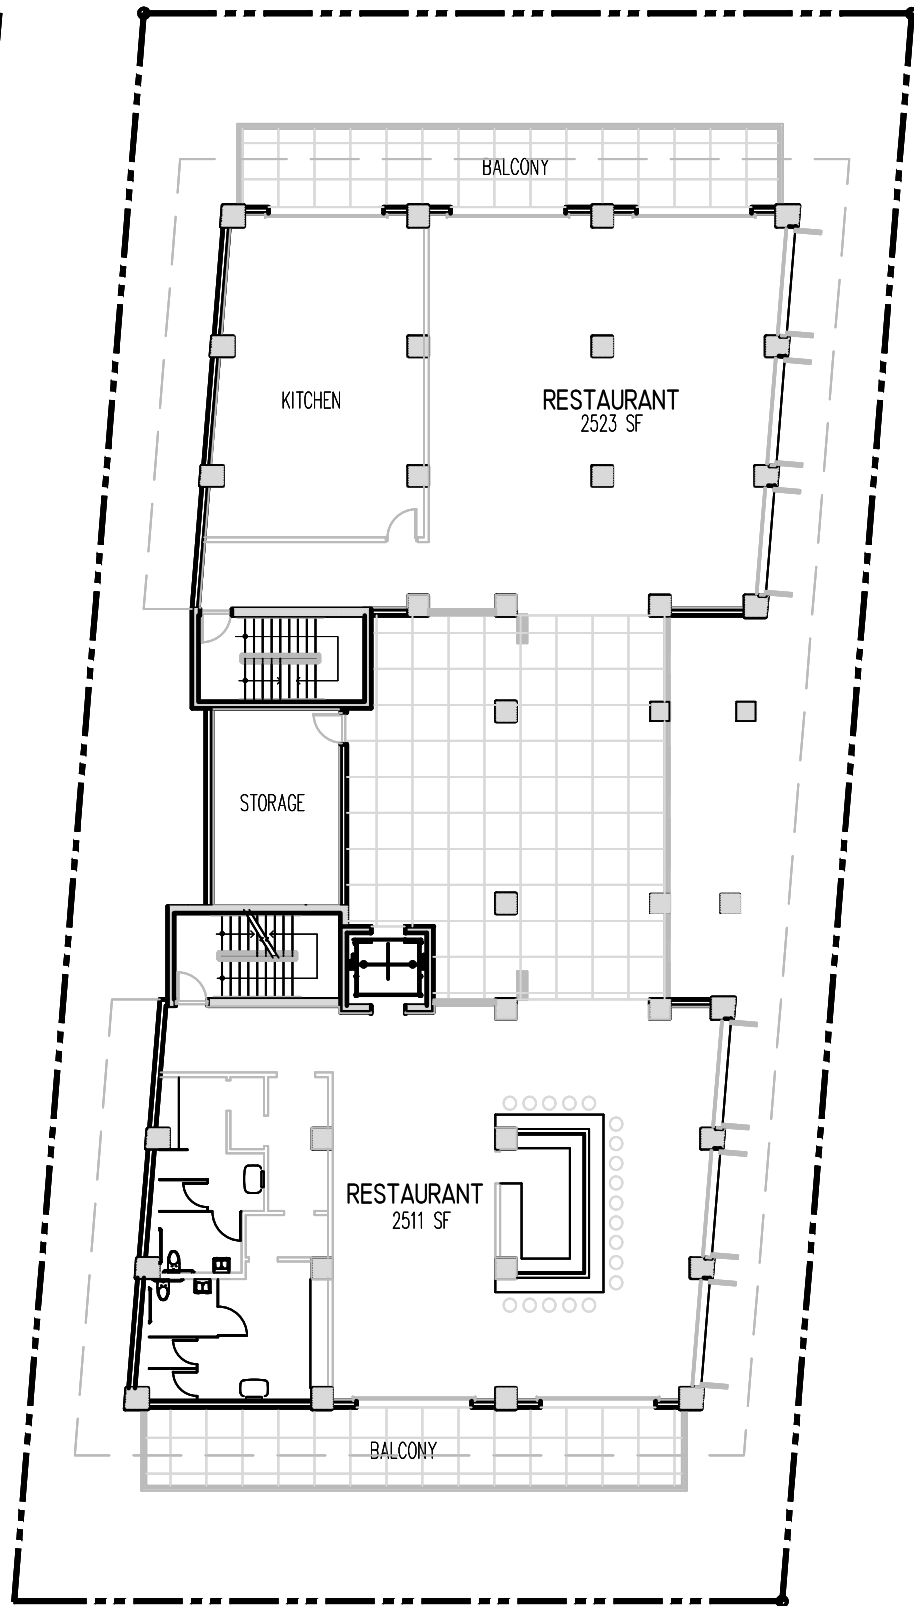 BALCONY
KITCHEN
RESTAURANT
2523 SF
STORAGE
RESTAURANT
2511 SF
BALCONY